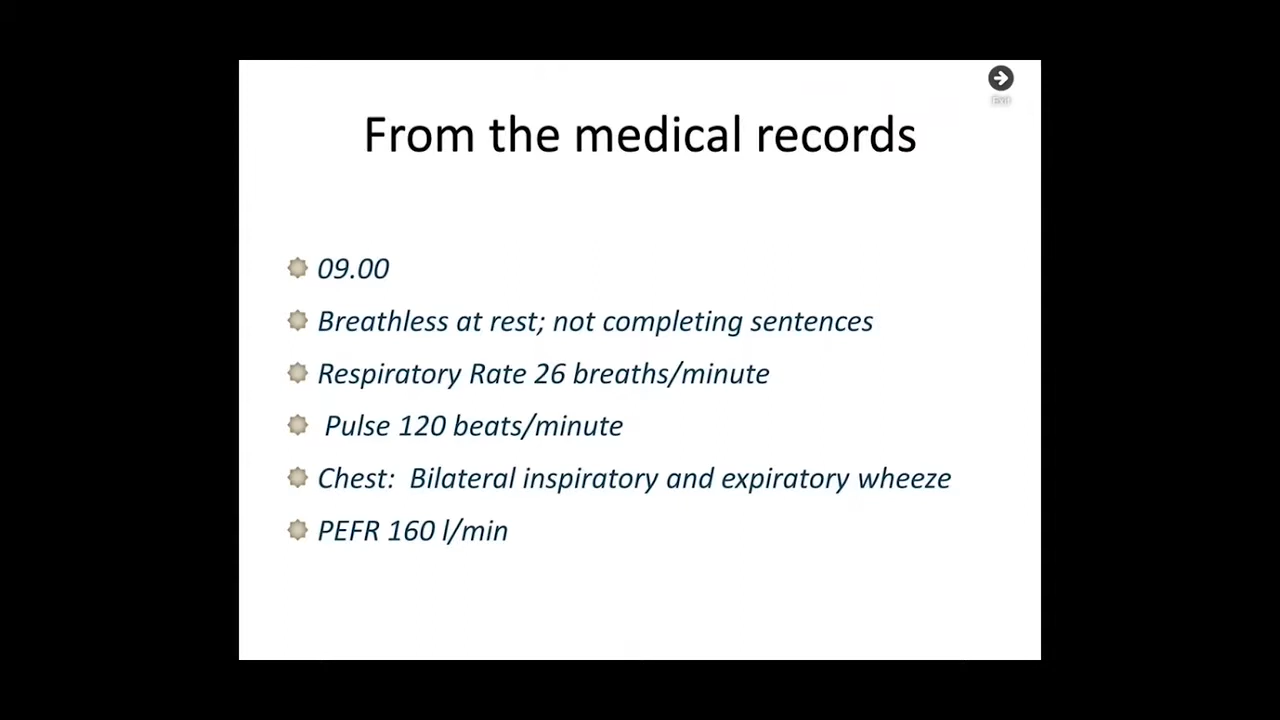 Exit
From the medical records
09.00
Breathless at rest; not completing sentences
Respiratory Rate 26 breaths/minute
Pulse 120 beats/minute
Chest: Bilateral inspiratory and expiratory wheeze
PEFR 160 l/min